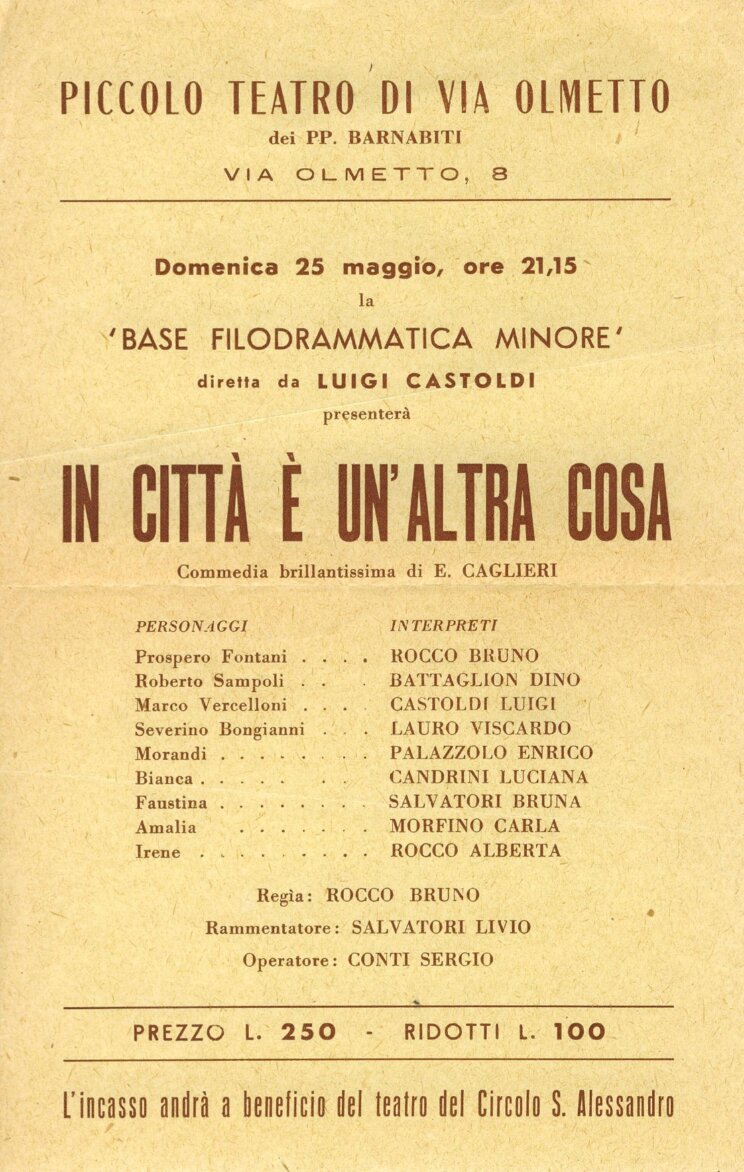 PICCOLO TEATRO DI VIA OLMETTO
dei PP. BARNABITI
VIA OLMETTO, 8
Domenica 25 maggio, ore 21,15
la
'BASE FILODRAMMATICA MINORE'
diretta da LUIGI CASTOLDI
presenterà
IN CITTÀ È UN'ALTRA COSA
Commedia brillantissima di E. CAGLIERI
PERSONAGGI INTERPRETI
Prospero Fontani . . . . ROCCO BRUNO
Roberto Sampoli . . . BATTAGLION DINO
Marco Vercelloni . . . . CASTOLDI LUIGI
Severino Bongianni . . . LAURO VISCARDO
Morandi . . . . . . . . PALAZZOLO ENRICO
Bianca . . . . . . . CANDRINI LUCIANA
Faustina . . . . . . . . SALVATORI BRUNA
Amalia . . . . . . . MORFINO CARLA
Irene . . . . . . . . . ROCCO ALBERTA
Regìa: ROCCO BRUNO
Rammentatore: SALVATORI LIVIO
Operatore: CONTI SERGIO
PREZZO L. 250 - RIDOTTI L. 100
L'incasso andrà a beneficio del teatro del Circolo S. Alessandro